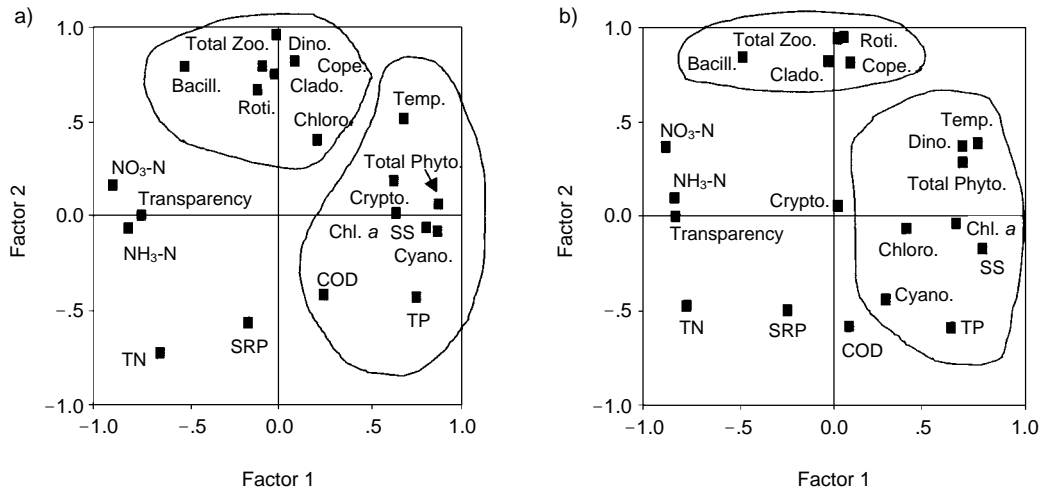 a)
1.0
Total Zoo.
Dino.
Bacill.
Cope.
Clado.
Roti.
Temp.
.5
Chloro.
NO₃-N
Total Phyto.
Transparency
Crypto.
Factor 2
0.0
NH₃-N
Chl. a
SS
Cyano.
COD
−.5
TP
SRP
TN
−1.0
−1.0
0.0
.5
1.0
Factor 1
b)
1.0
Total Zoo.
Roti.
Bacill.
Clado.
Cope.
.5
NO₃-N
Temp.
Dino.
NH₃-N
Total Phyto.
Crypto.
Factor 2
0.0
Transparency
Chl. a
Chloro.
SS
Cyano.
−.5
TN
SRP
COD
TP
−1.0
−1.0
−.5
0.0
.5
1.0
Factor 1